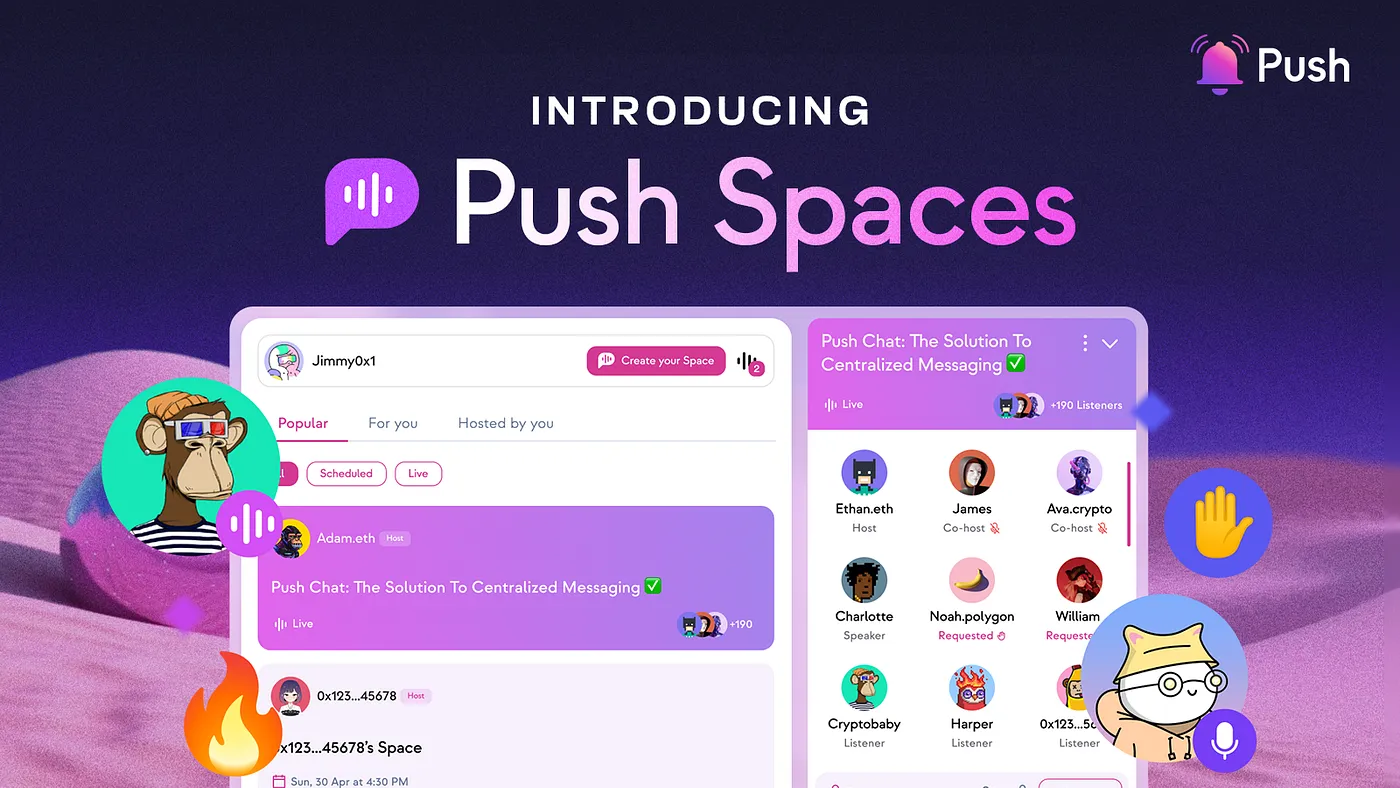 Push
INTRODUCING
Push Spaces
Jimmy0x1
Create your Space
2
Popular
For you
Hosted by you
Scheduled
Live
Adam.eth
Host
Push Chat: The Solution To Centralized Messaging ✅
Live
+190
0x123...45678
Host
x123...45678's Space
Sun, 30 Apr at 4:30 PM
Push Chat: The Solution To
Centralized Messaging ✅
Live
+190 Listeners
Ethan.eth
Host
James
Co-host
Ava.crypto
Co-host
Charlotte
Speaker
Noah.polygon
Requested
William
Requeste
Cryptobaby
Listener
Harper
Listener
0x123...56
Listener